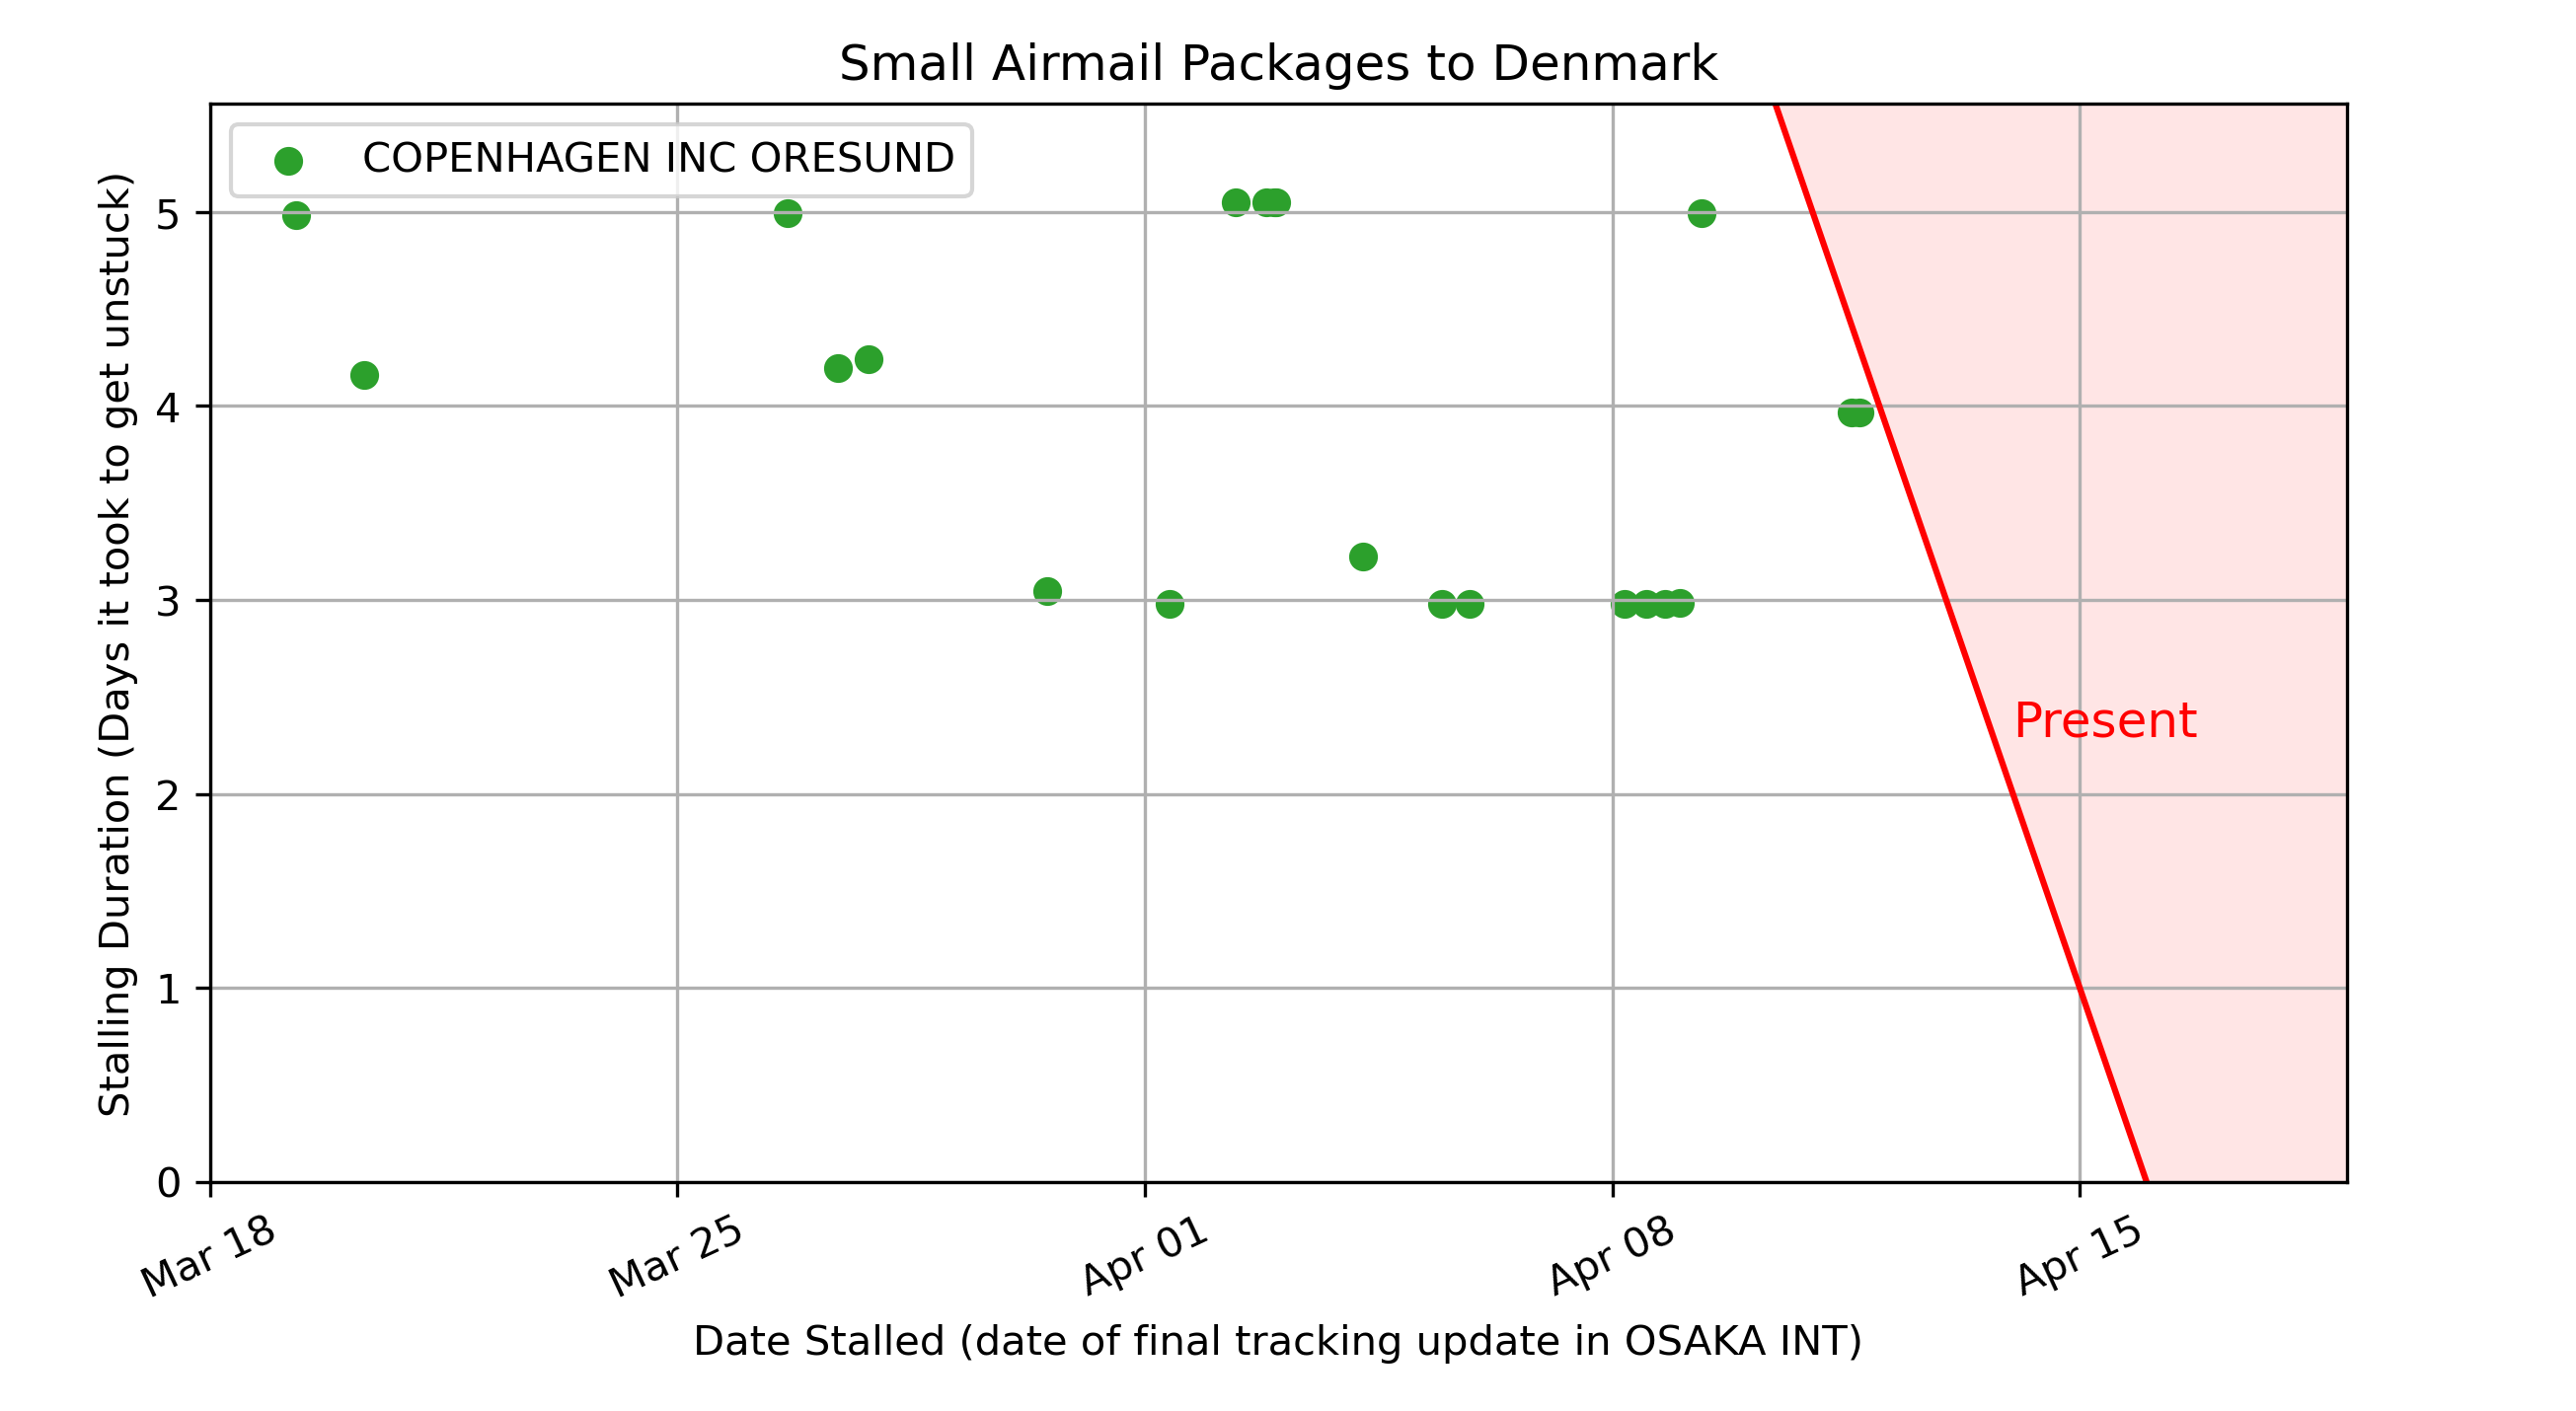 Small Airmail Packages to Denmark
COPENHAGEN INC ORESUND
Stalling Duration (Days it took to get unstuck)
5
4
3
2
1
0
Present
Mar 18
Mar 25
Apr 01
Apr 08
Apr 15
Date Stalled (date of final tracking update in OSAKA INT)